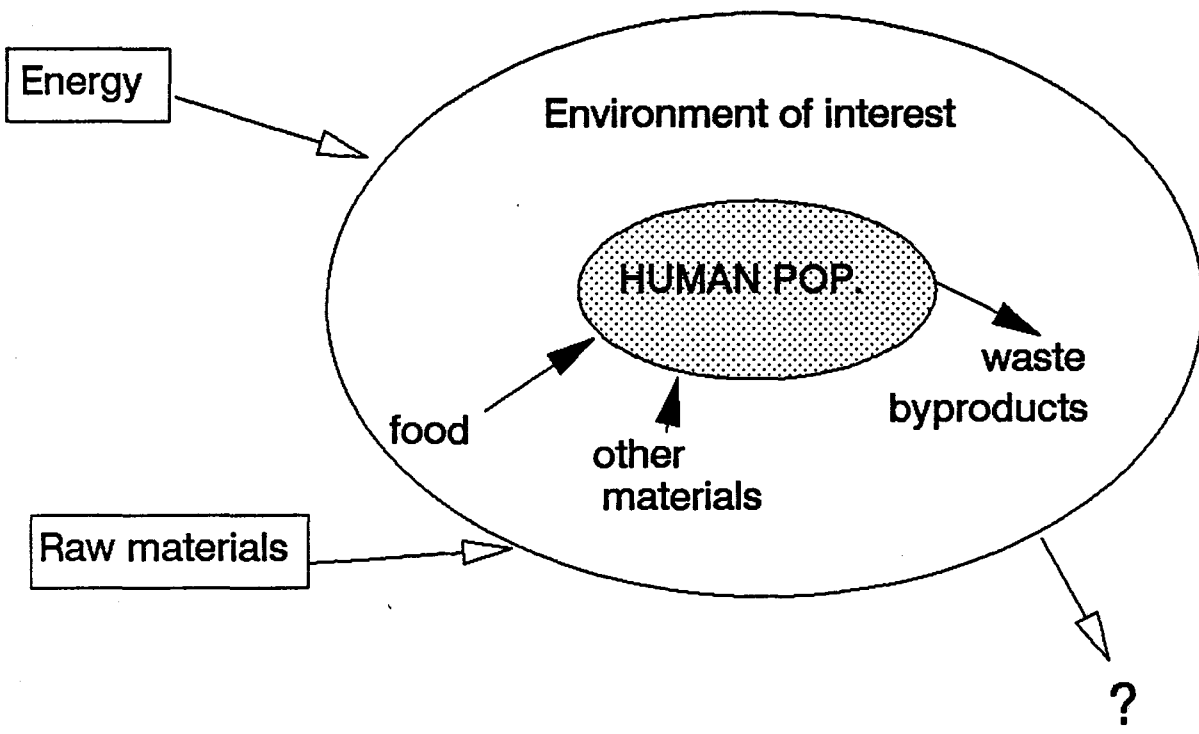 Energy
Environment of interest
HUMAN POP.
waste
byproducts
food
other
materials
Raw materials
?